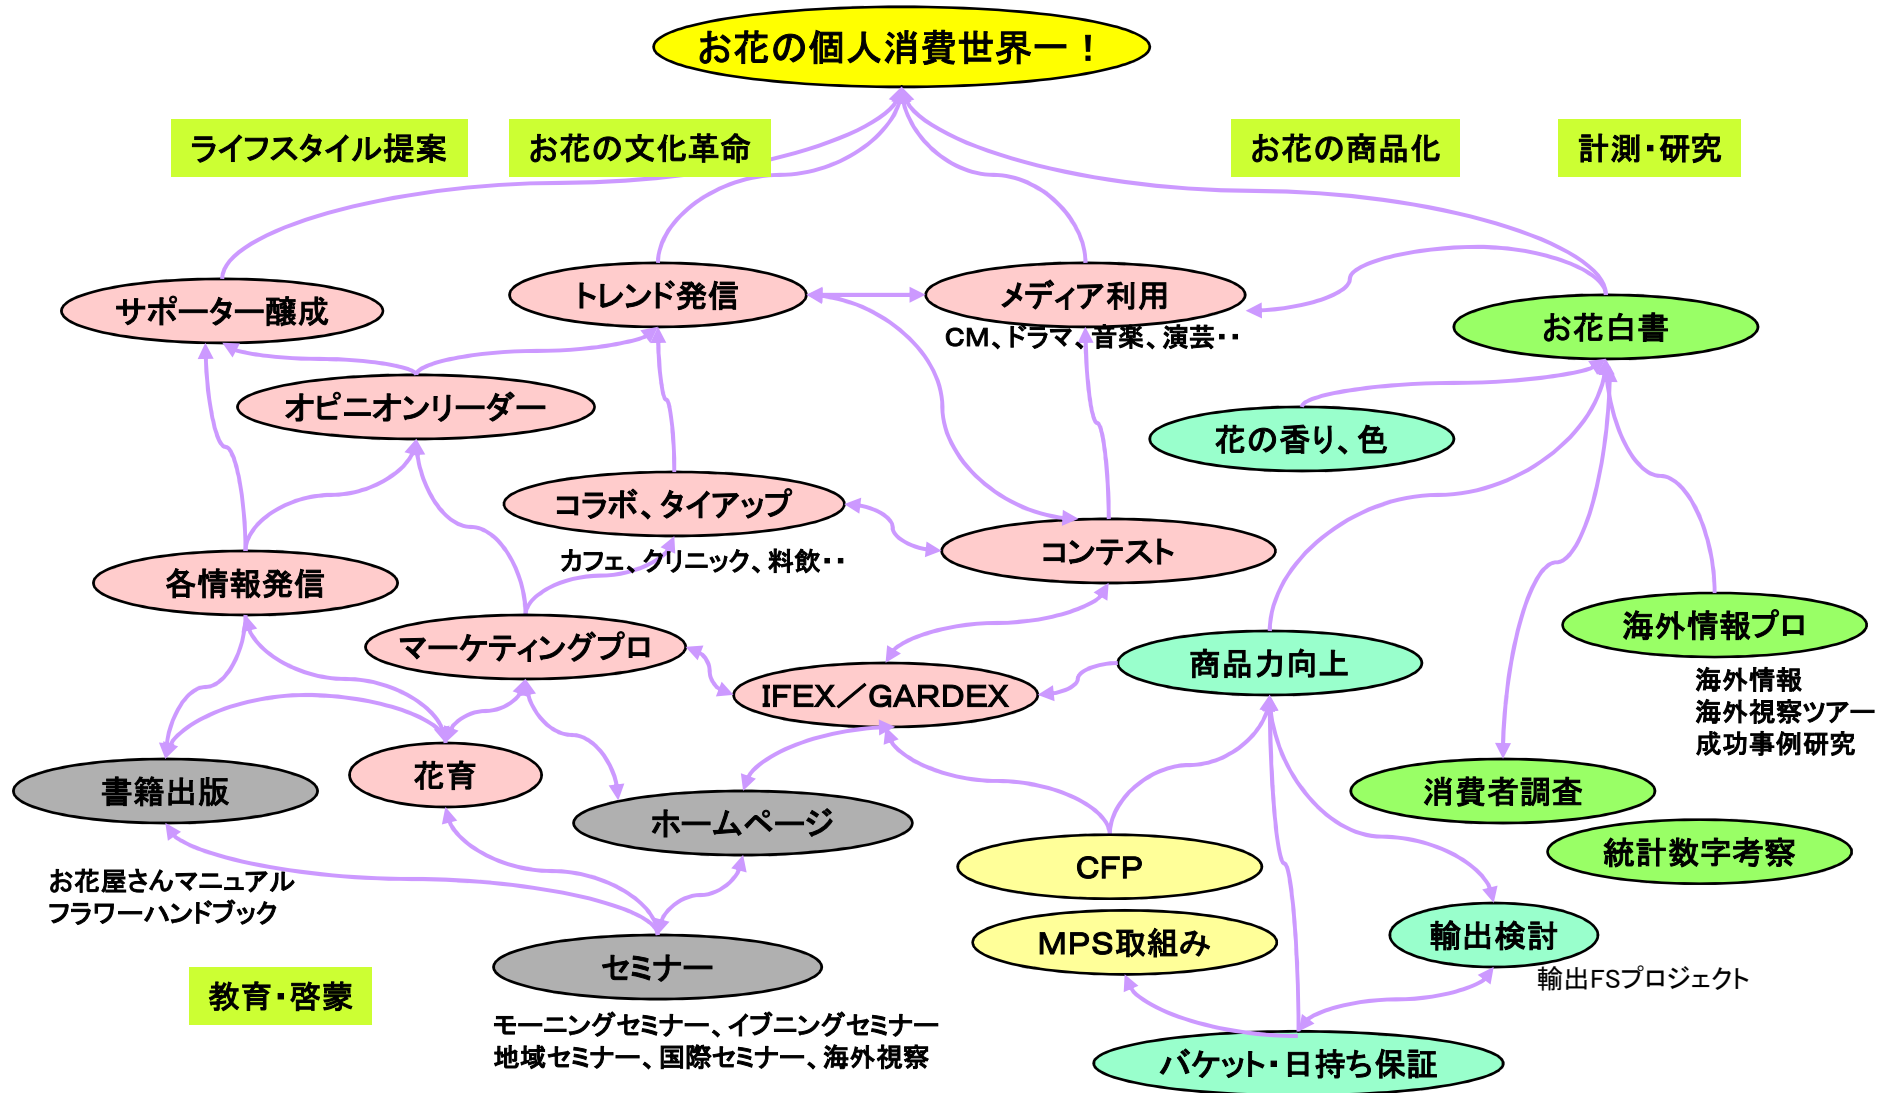 お花の個人消費世界一！
ライフスタイル提案
お花の文化革命
お花の商品化
計測・研究
サポーター醸成
トレンド発信
メディア利用
CM、ドラマ、音楽、演芸・・
お花白書
オピニオンリーダー
花の香り、色
コラボ、タイアップ
カフェ、クリニック、料飲・・
コンテスト
各情報発信
マーケティングプロ
商品力向上
海外情報プロ
海外情報
海外視察ツアー
成功事例研究
IFEX／GARDEX
書籍出版
花育
ホームページ
消費者調査
統計数字考察
お花屋さんマニュアル
フラワーハンドブック
CFP
MPS取組み
輸出検討
輸出FSプロジェクト
教育・啓蒙
セミナー
モーニングセミナー、イブニングセミナー
地域セミナー、国際セミナー、海外視察
バケット・日持ち保証